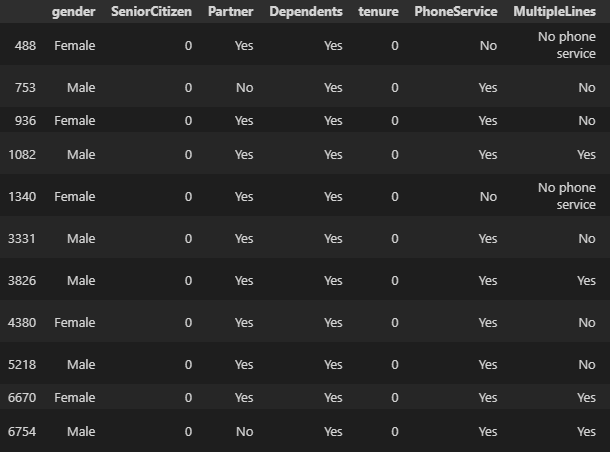 gender SeniorCitizen Partner Dependents tenure PhoneService MultipleLines
488 Female 0 Yes Yes 0 No No phone service
753 Male 0 No Yes 0 Yes No
936 Female 0 Yes Yes 0 Yes No
1082 Male 0 Yes Yes 0 Yes Yes
1340 Female 0 Yes Yes 0 No No phone service
3331 Male 0 Yes Yes 0 Yes No
3826 Male 0 Yes Yes 0 Yes Yes
4380 Female 0 Yes Yes 0 Yes No
5218 Male 0 Yes Yes 0 Yes No
6670 Female 0 Yes Yes 0 Yes Yes
6754 Male 0 No Yes 0 Yes Yes